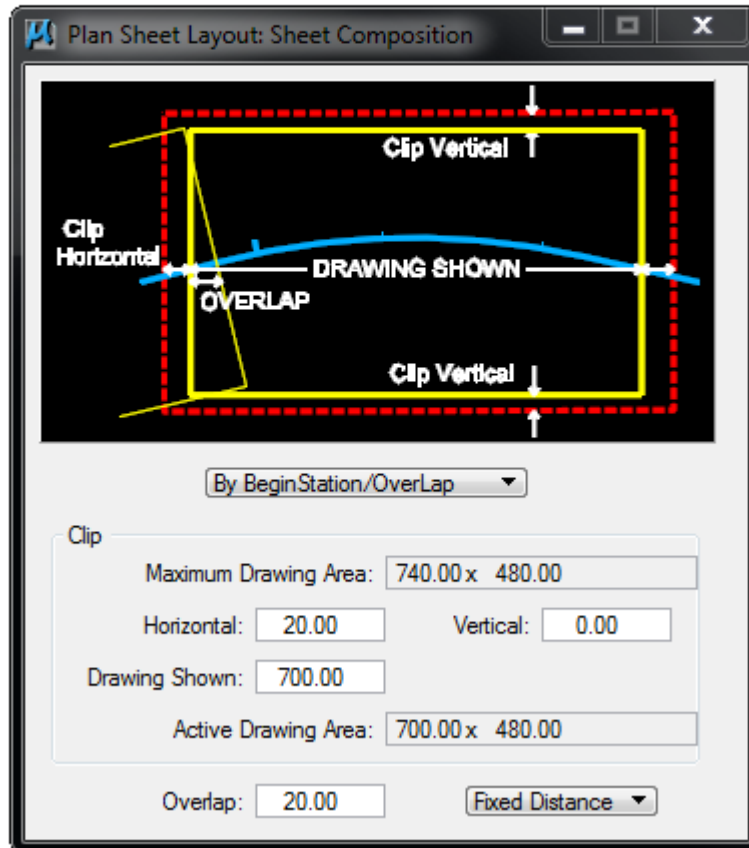 Plan Sheet Layout: Sheet Composition
Clip Vertical
Clip
Horizontal
DRAWING SHOWN
OVERLAP
Clip Vertical
By BeginStation/OverLap
Clip
Maximum Drawing Area: 740.00 x 480.00
Horizontal: 20.00 Vertical: 0.00
Drawing Shown: 700.00
Active Drawing Area: 700.00 x 480.00
Overlap: 20.00 Fixed Distance